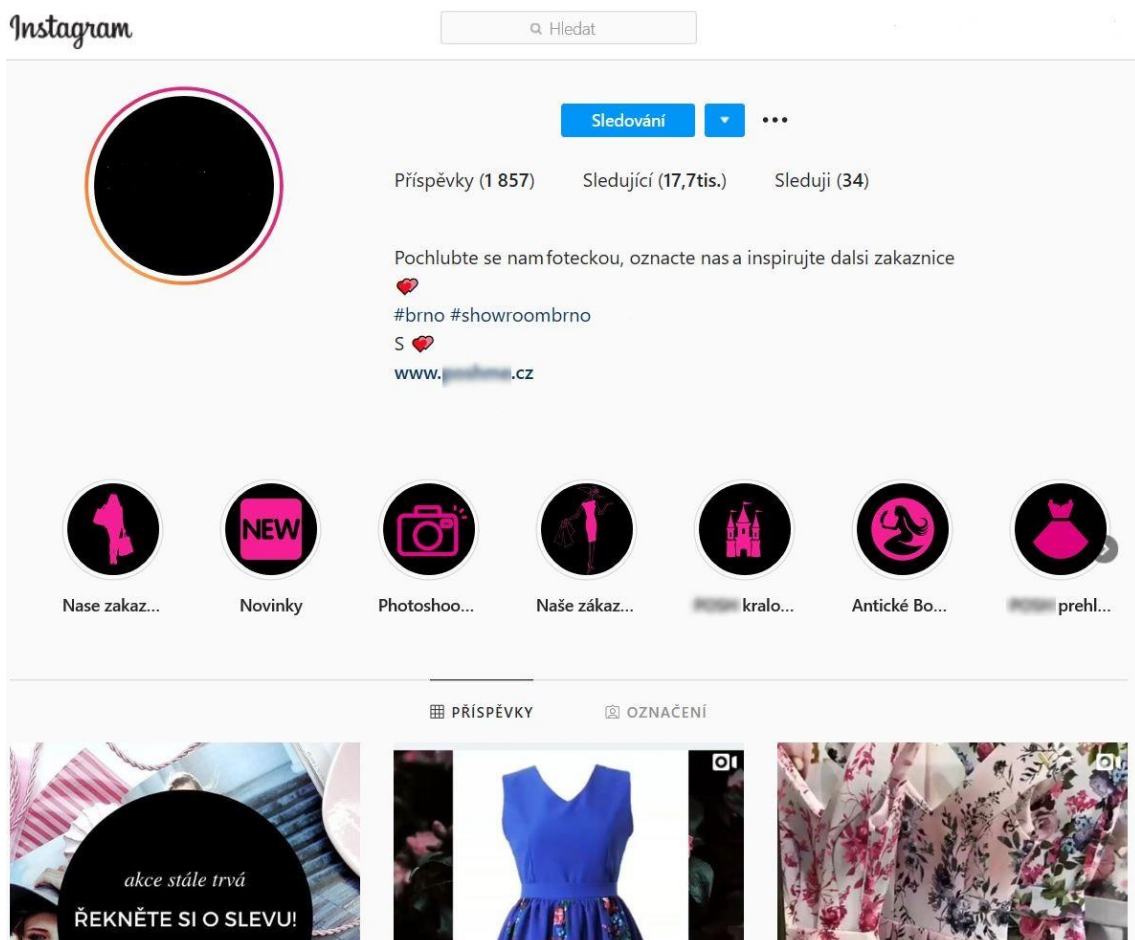 Instagram
Hledat
Sledování
Příspěvky (1 857) Sledující (17,7tis.) Sleduji (34)
Pochlubte se nam foteckou, oznacte nas a inspirujte dalsi zakaznice
#brno #showroombrno
S
www. .cz
NEW
Nase zakaz... Novinky Photoshoo... Naše zákaz... kralo... Antické Bo... prehl...
PŘÍSPĚVKY OZNAČENÍ
akce stále trvá
ŘEKNĚTE SI O SLEVU!